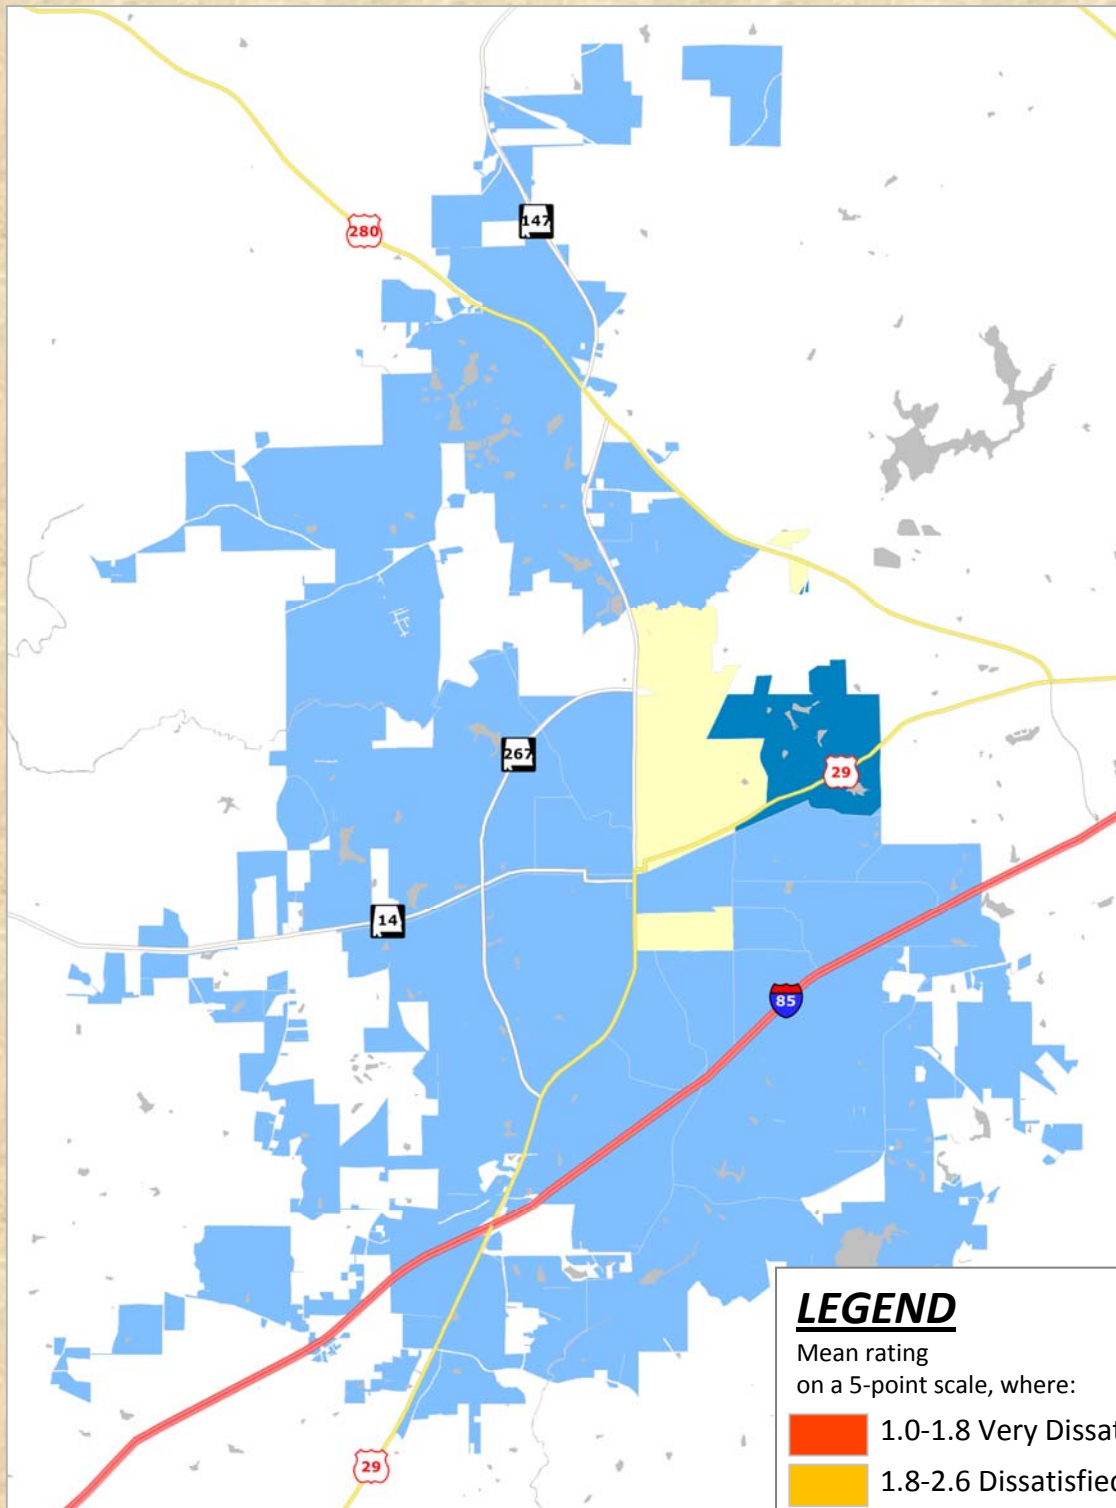 147
280
267
29
14
85
29
LEGEND
Mean rating
on a 5-point scale, where:
1.0-1.8 Very Dissat
1.8-2.6 Dissatisfied